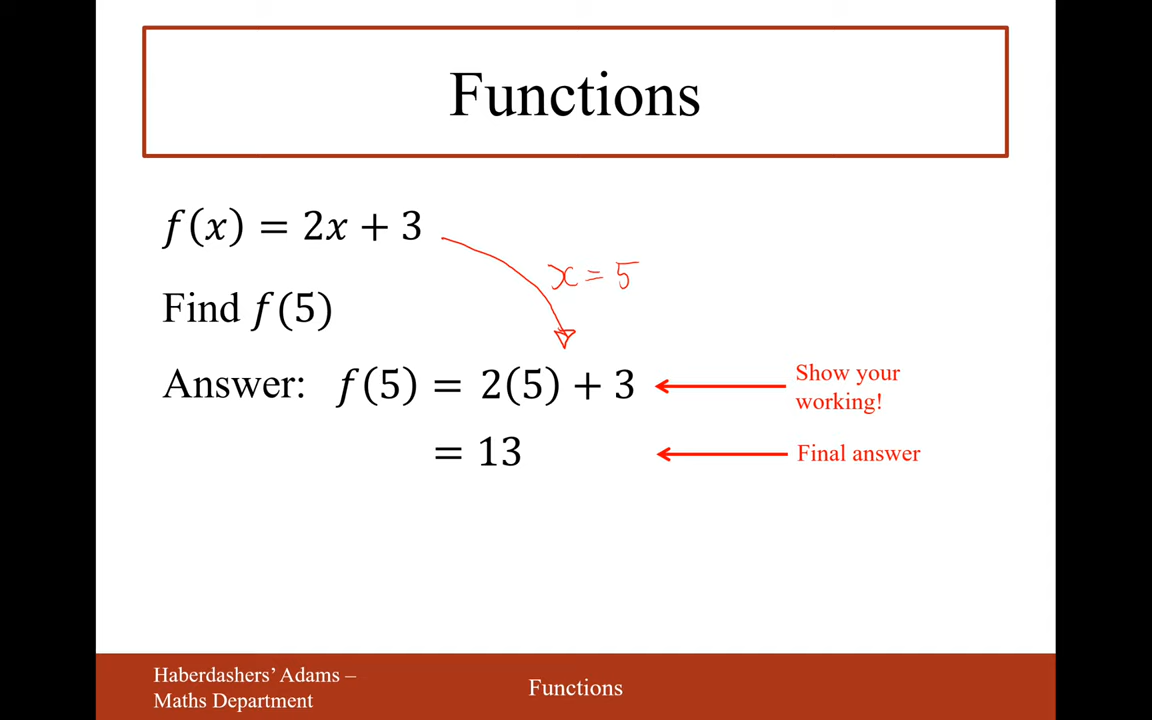 Functions
f(x) = 2x + 3
x = 5
Find f(5)
Answer: f(5) = 2(5) + 3
Show your
working!
= 13
Final answer
Haberdashers’ Adams –
Maths Department
Functions